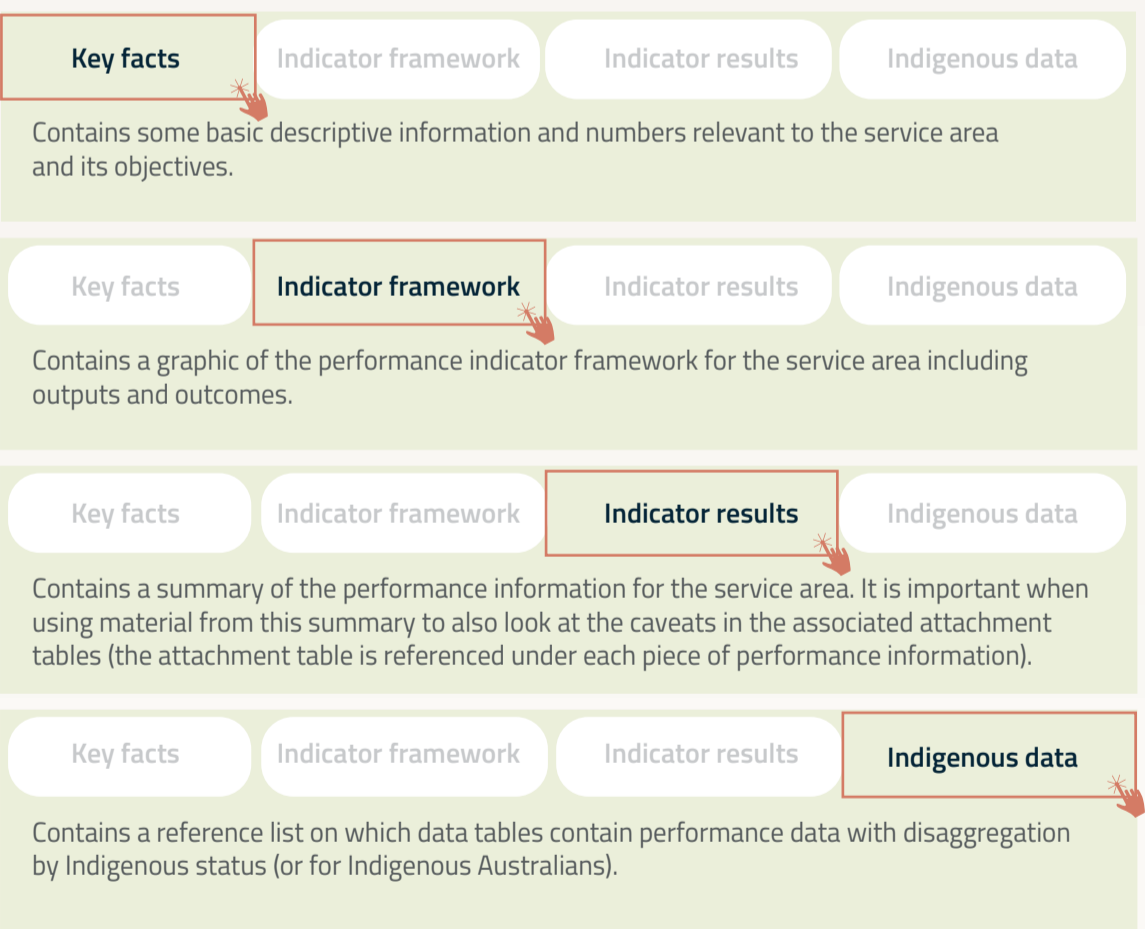 Key facts Indicator framework Indicator results Indigenous data
Contains some basic descriptive information and numbers relevant to the service area
and its objectives.
Key facts Indicator framework Indicator results Indigenous data
Contains a graphic of the performance indicator framework for the service area including
outputs and outcomes.
Key facts Indicator framework Indicator results Indigenous data
Contains a summary of the performance information for the service area. It is important when
using material from this summary to also look at the caveats in the associated attachment
tables (the attachment table is referenced under each piece of performance information).
Key facts Indicator framework Indicator results Indigenous data
Contains a reference list on which data tables contain performance data with disaggregation
by Indigenous status (or for Indigenous Australians).